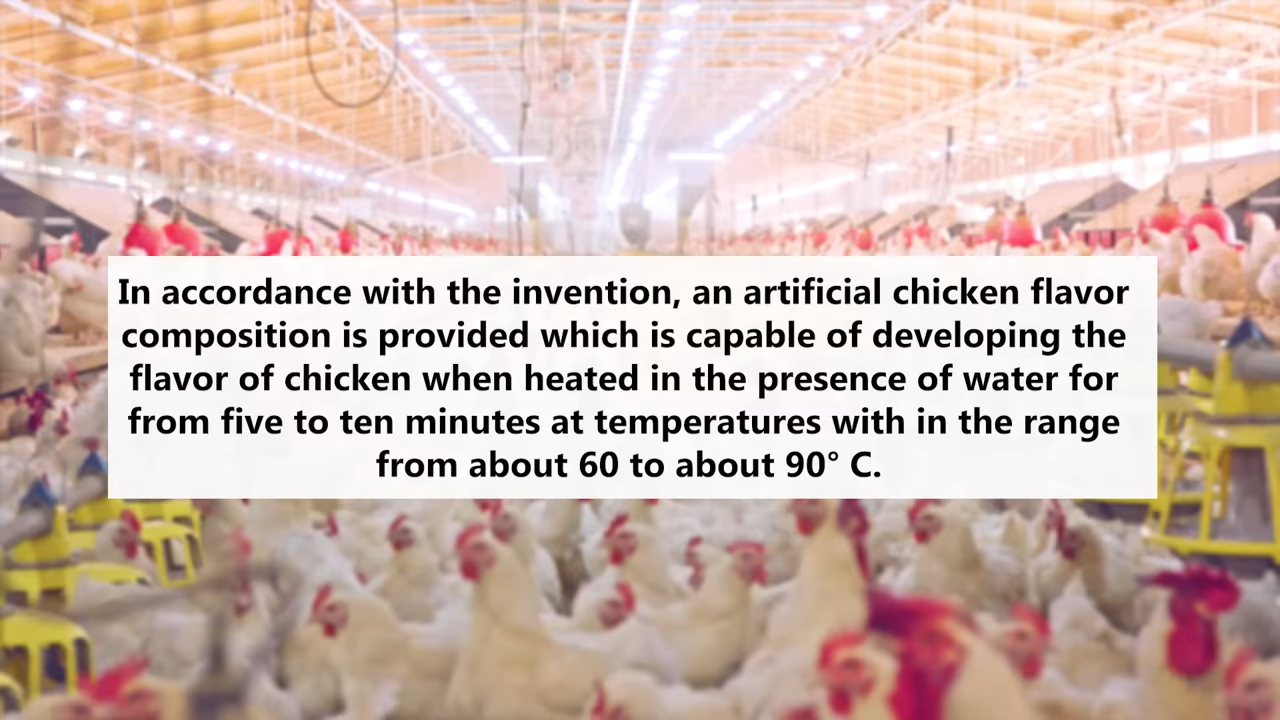 In accordance with the invention, an artificial chicken flavor
composition is provided which is capable of developing the
flavor of chicken when heated in the presence of water for
from five to ten minutes at temperatures with in the range
from about 60 to about 90° C.